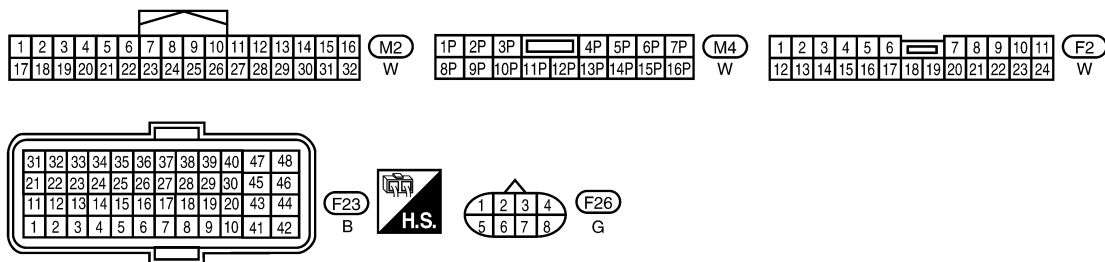 1 2 3 4 5 6 7 8 9 10 11 12 13 14 15 16
17 18 19 20 21 22 23 24 25 26 27 28 29 30 31 32
M2
W
1P 2P 3P 4P 5P 6P 7P
8P 9P 10P 11P 12P 13P 14P 15P 16P
M4
W
1 2 3 4 5 6 7 8 9 10 11
12 13 14 15 16 17 18 19 20 21 22 23 24
F2
W
31 32 33 34 35 36 37 38 39 40 47 48
21 22 23 24 25 26 27 28 29 30 45 46
11 12 13 14 15 16 17 18 19 20 43 44
1 2 3 4 5 6 7 8 9 10 41 42
F23
B
H.S.
1 2 3 4
5 6 7 8
F26
G